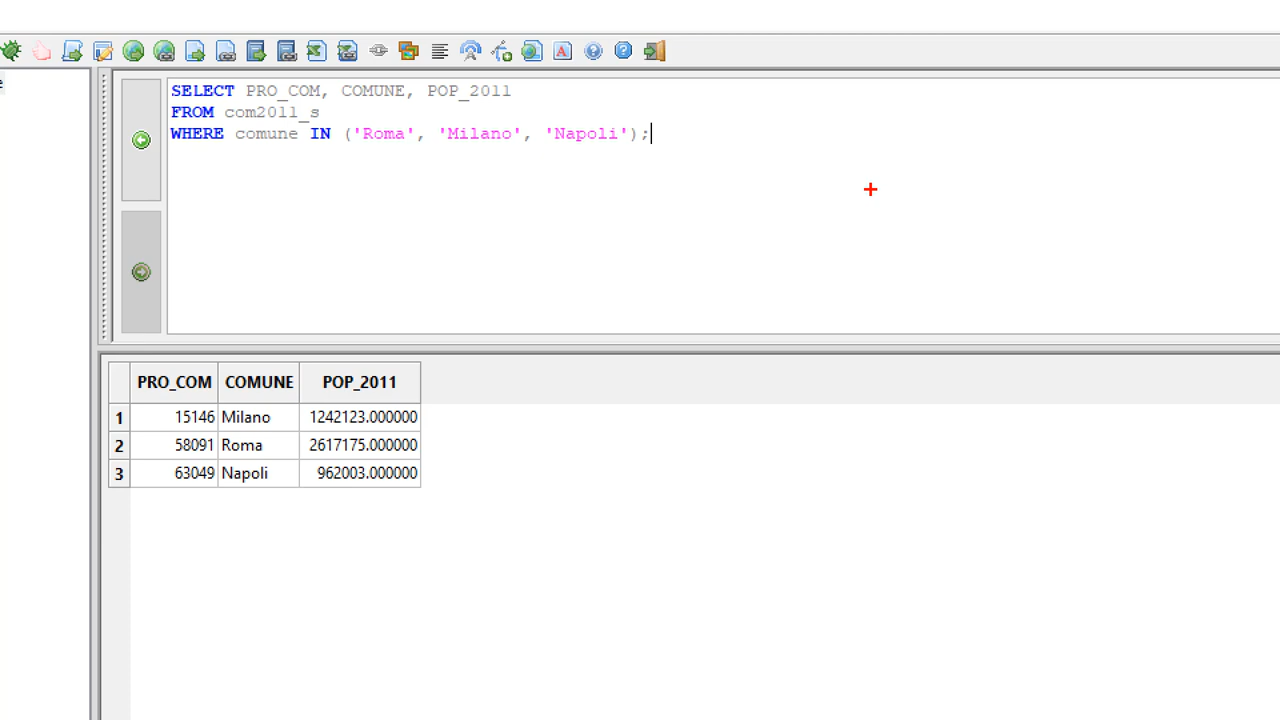 e
SELECT PRO_COM, COMUNE, POP_2011
FROM com2011_s
WHERE comune IN ('Roma', 'Milano', 'Napoli');
PRO_COM COMUNE POP_2011
1 15146 Milano 1242123.000000
2 58091 Roma 2617175.000000
3 63049 Napoli 962003.000000